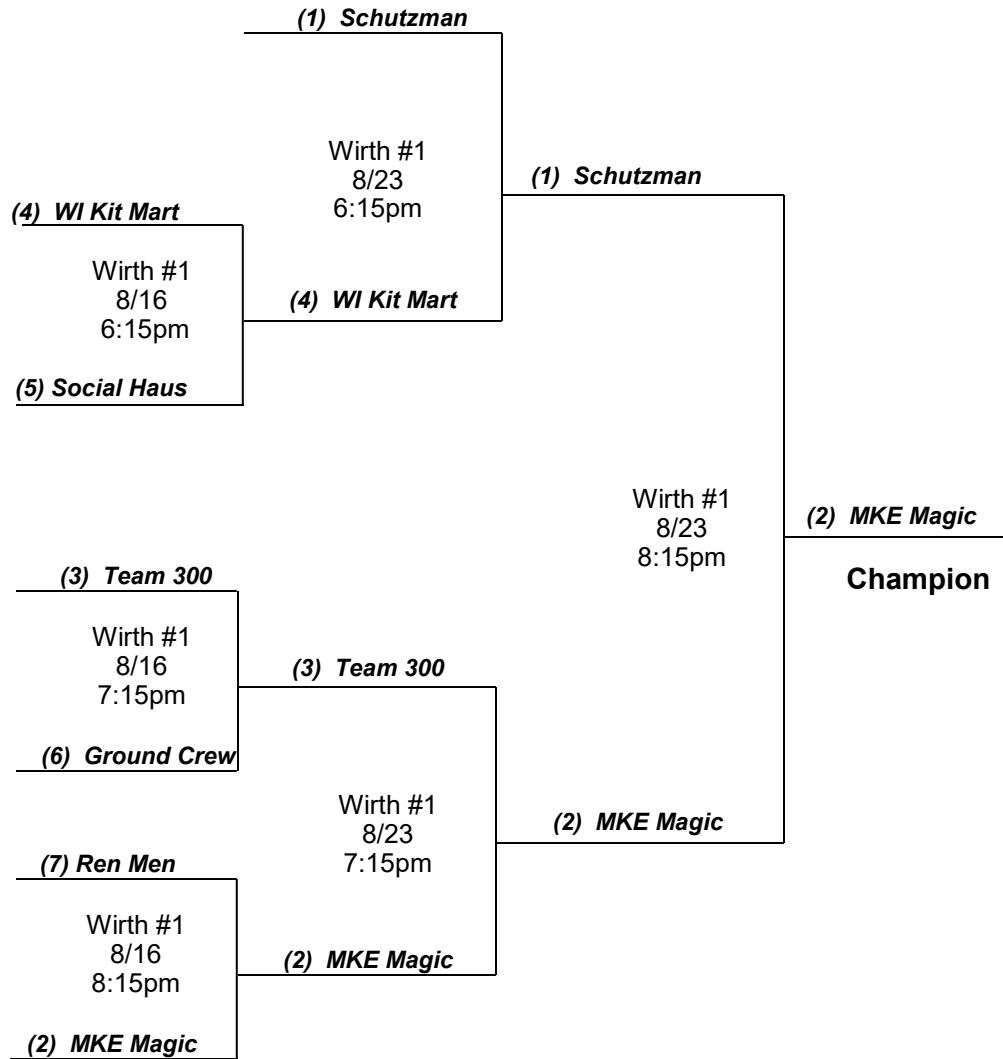 (1) Schutzman
Wirth #1
8/23
6:15pm
(1) Schutzman
(4) WI Kit Mart
Wirth #1
8/16
6:15pm
(4) WI Kit Mart
(5) Social Haus
Wirth #1
8/23
8:15pm
(2) MKE Magic
Champion
(3) Team 300
Wirth #1
8/16
7:15pm
(3) Team 300
(6) Ground Crew
Wirth #1
8/23
7:15pm
(2) MKE Magic
(7) Ren Men
Wirth #1
8/16
8:15pm
(2) MKE Magic
(2) MKE Magic